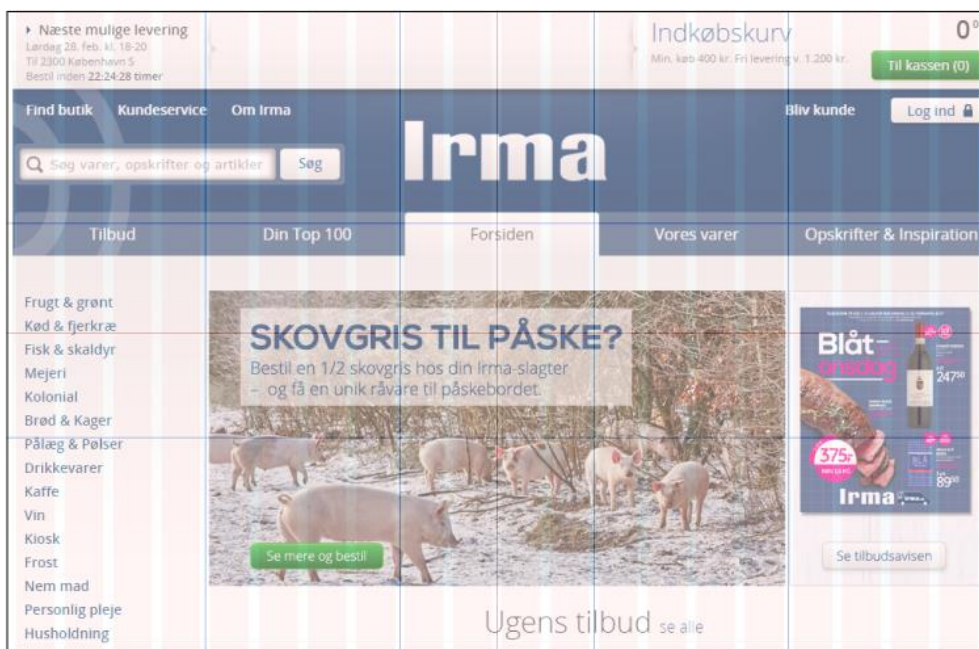 Næste mulige levering
Lørdag 28. feb. kl. 18-20
Til 2300 København S
Bestil inden 22:24:28 timer
Indkøbskurv
Min. køb 400 kr. Fri levering v. 1.200 kr.
0
Til kassen (0)
Find butik Kundeservice Om Irma
Bliv kunde
Log ind
Irma
Søg varer, opskrifter og artikler
Søg
Tilbud
Din Top 100
Forsiden
Vores varer
Opskrifter & Inspiration
Frugt & grønt
Kød & fjerkræ
Fisk & skaldyr
Mejeri
Kolonial
Brød & Kager
Pålæg & Pølser
Drikkevarer
Kaffe
Vin
Kiosk
Frost
Nem mad
Personlig pleje
Husholdning
SKOVGRIS TIL PÅSKE?
Bestil en 1/2 skovgris hos din Irma-slagter
– og få en unik råvare til påskebordet.
Se mere og bestil
Blåt
onsdag
247⁵⁰
375,-
BLÅ
89⁰⁰
Irma
Se tilbudsavisen
Ugens tilbud se alle